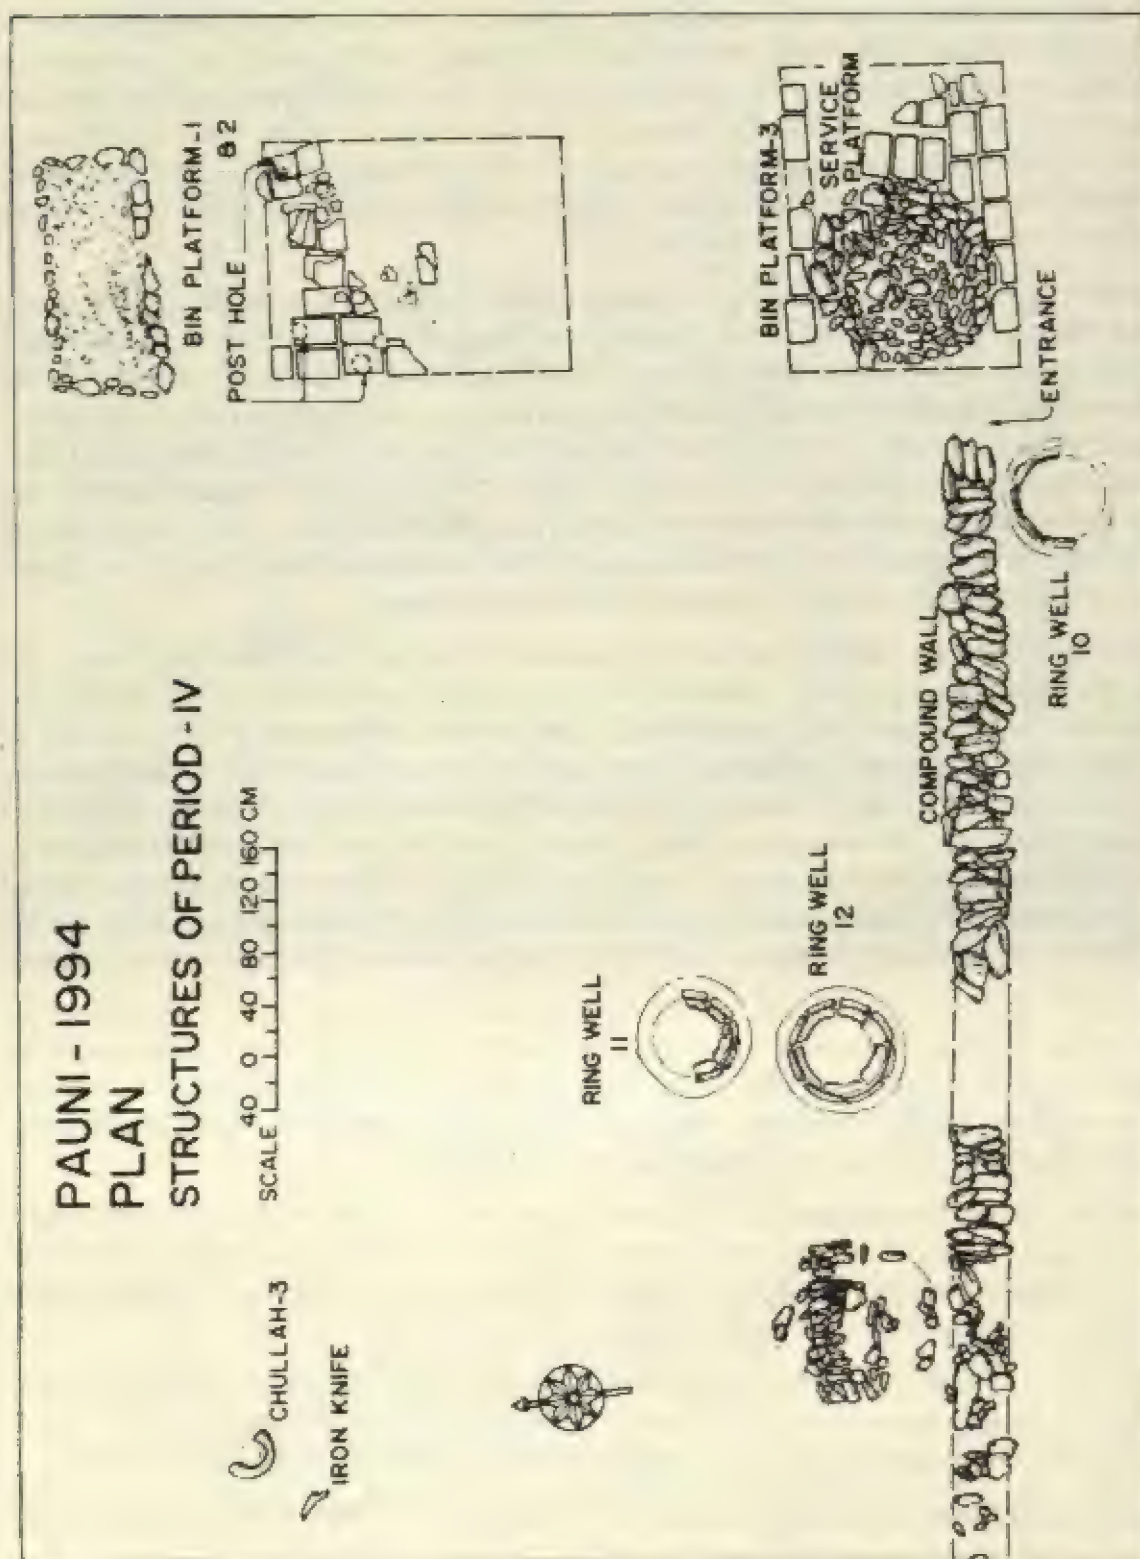 PAUNI - 1994
PLAN
STRUCTURES OF PERIOD - IV
SCALE 40 0 40 80 120 160 CM
CHULLAH-3
IRON KNIFE
BIN PLATFORM-1
& 2
POST HOLE
BIN PLATFORM-3
SERVICE
PLATFORM
ENTRANCE
RING WELL
11
RING WELL
12
COMPOUND WALL
RING WELL
10